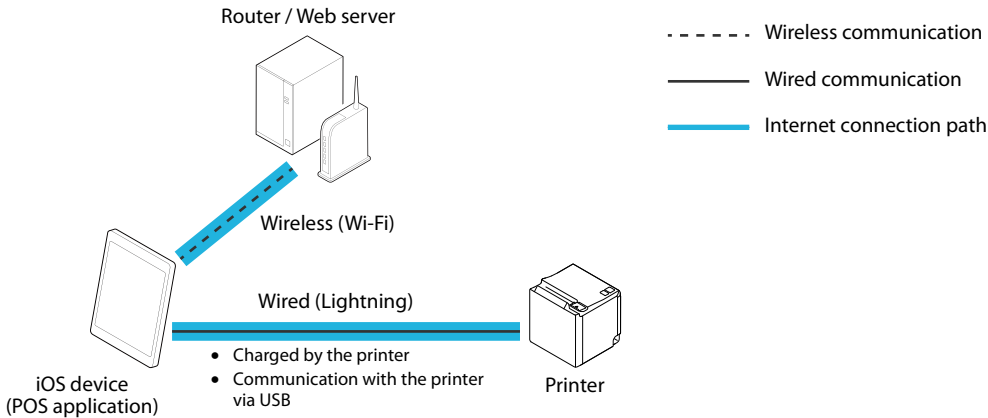 Router / Web server
Wireless communication
Wired communication
Internet connection path
Wireless (Wi-Fi)
Wired (Lightning)
• Charged by the printer
• Communication with the printer
via USB
iOS device
(POS application)
Printer